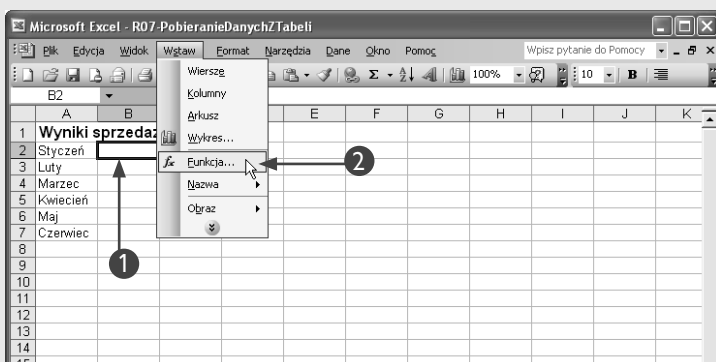 Microsoft Excel - R07-PobieranieDanychZTabeli
Plik Edycja Widok Wstaw Format Narzędzia Dane Okno Pomoc Wpisz pytanie do Pomocy
100% 10 B
B2
Wiersze
Kolumny
Arkusz
Wykres...
fx Funkcja...
Nazwa
Obraz
A B E F G H I J K
1 Wyniki sprzedaż
2 Styczeń
3 Luty
4 Marzec
5 Kwiecień
6 Maj
7 Czerwiec
8
9
10
11
12
13
14
15
1
2